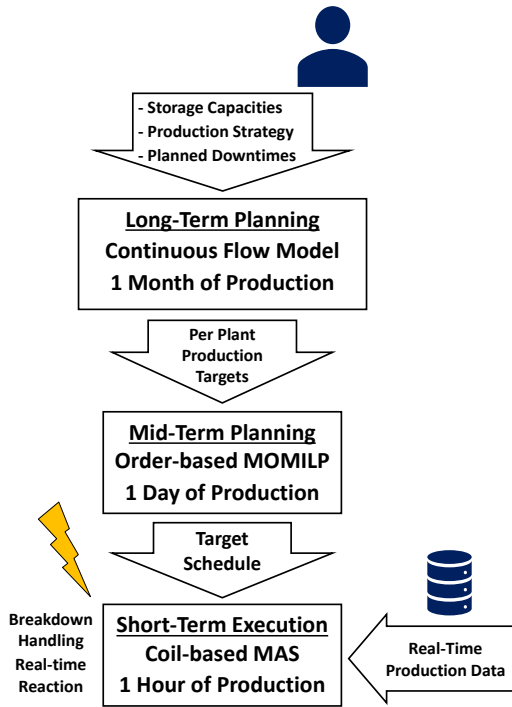 - Storage Capacities
- Production Strategy
- Planned Downtimes
Long-Term Planning
Continuous Flow Model
1 Month of Production
Per Plant
Production
Targets
Mid-Term Planning
Order-based MOMILP
1 Day of Production
Target
Schedule
Breakdown
Handling
Real-time
Reaction
Short-Term Execution
Coil-based MAS
1 Hour of Production
Real-Time
Production Data